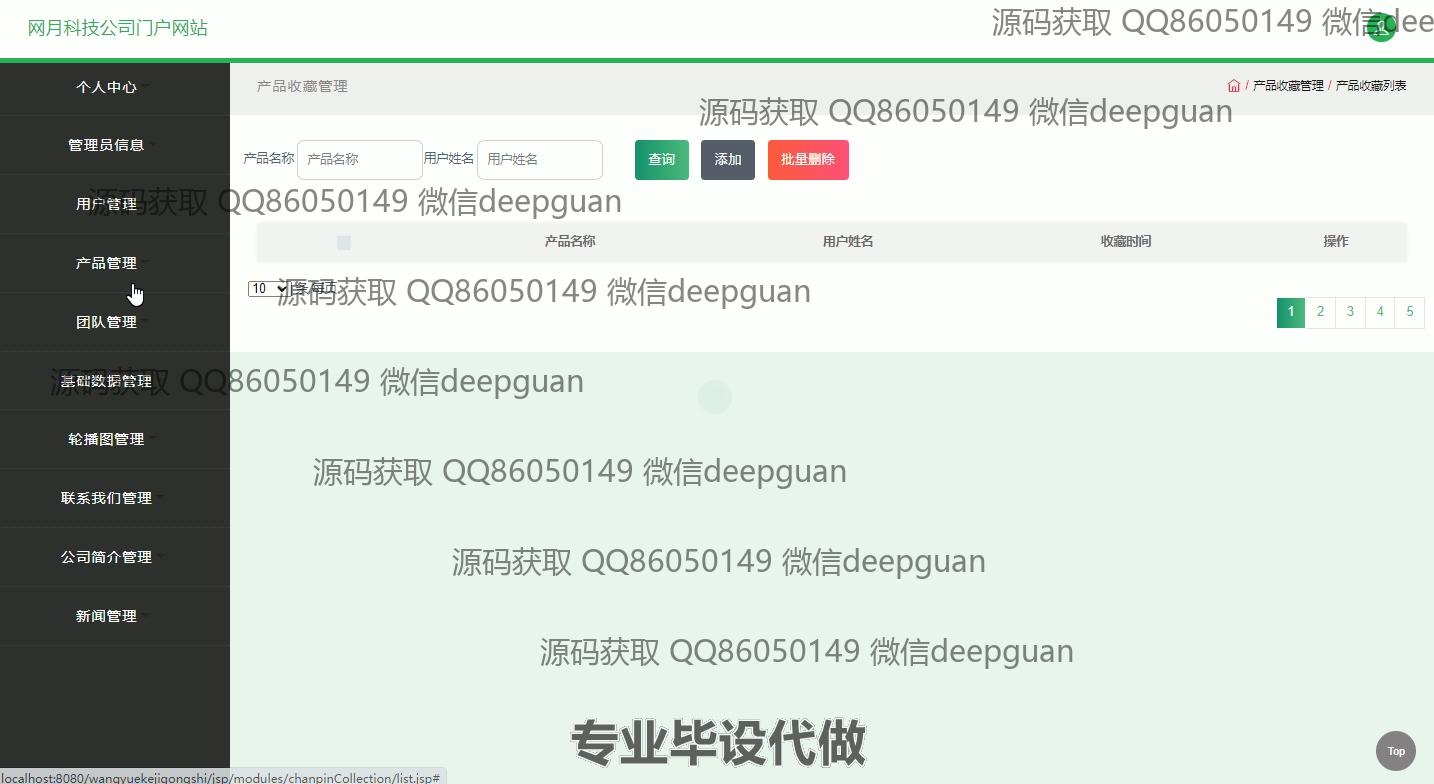 网月科技公司门户网站
源码获取 QQ86050149 微信dee
个人中心
产品收藏管理
/ 产品收藏管理 / 产品收藏列表
源码获取 QQ86050149 微信deepguan
管理员信息
产品名称 产品名称 用户姓名 用户姓名 查询 添加 批量删除
用户管理
源码获取 QQ86050149 微信deepguan
产品名称 用户姓名 收藏时间 操作
产品管理
10 条 每页
源码获取 QQ86050149 微信deepguan
1 2 3 4 5
团队管理
基础数据管理
源码获取 QQ86050149 微信deepguan
轮播图管理
源码获取 QQ86050149 微信deepguan
联系我们管理
公司简介管理
源码获取 QQ86050149 微信deepguan
新闻管理
源码获取 QQ86050149 微信deepguan
专业毕设代做
Top
localhost:8080/wangyuekejigongshi/jsp/modules/chanpinCollection/list.jsp#